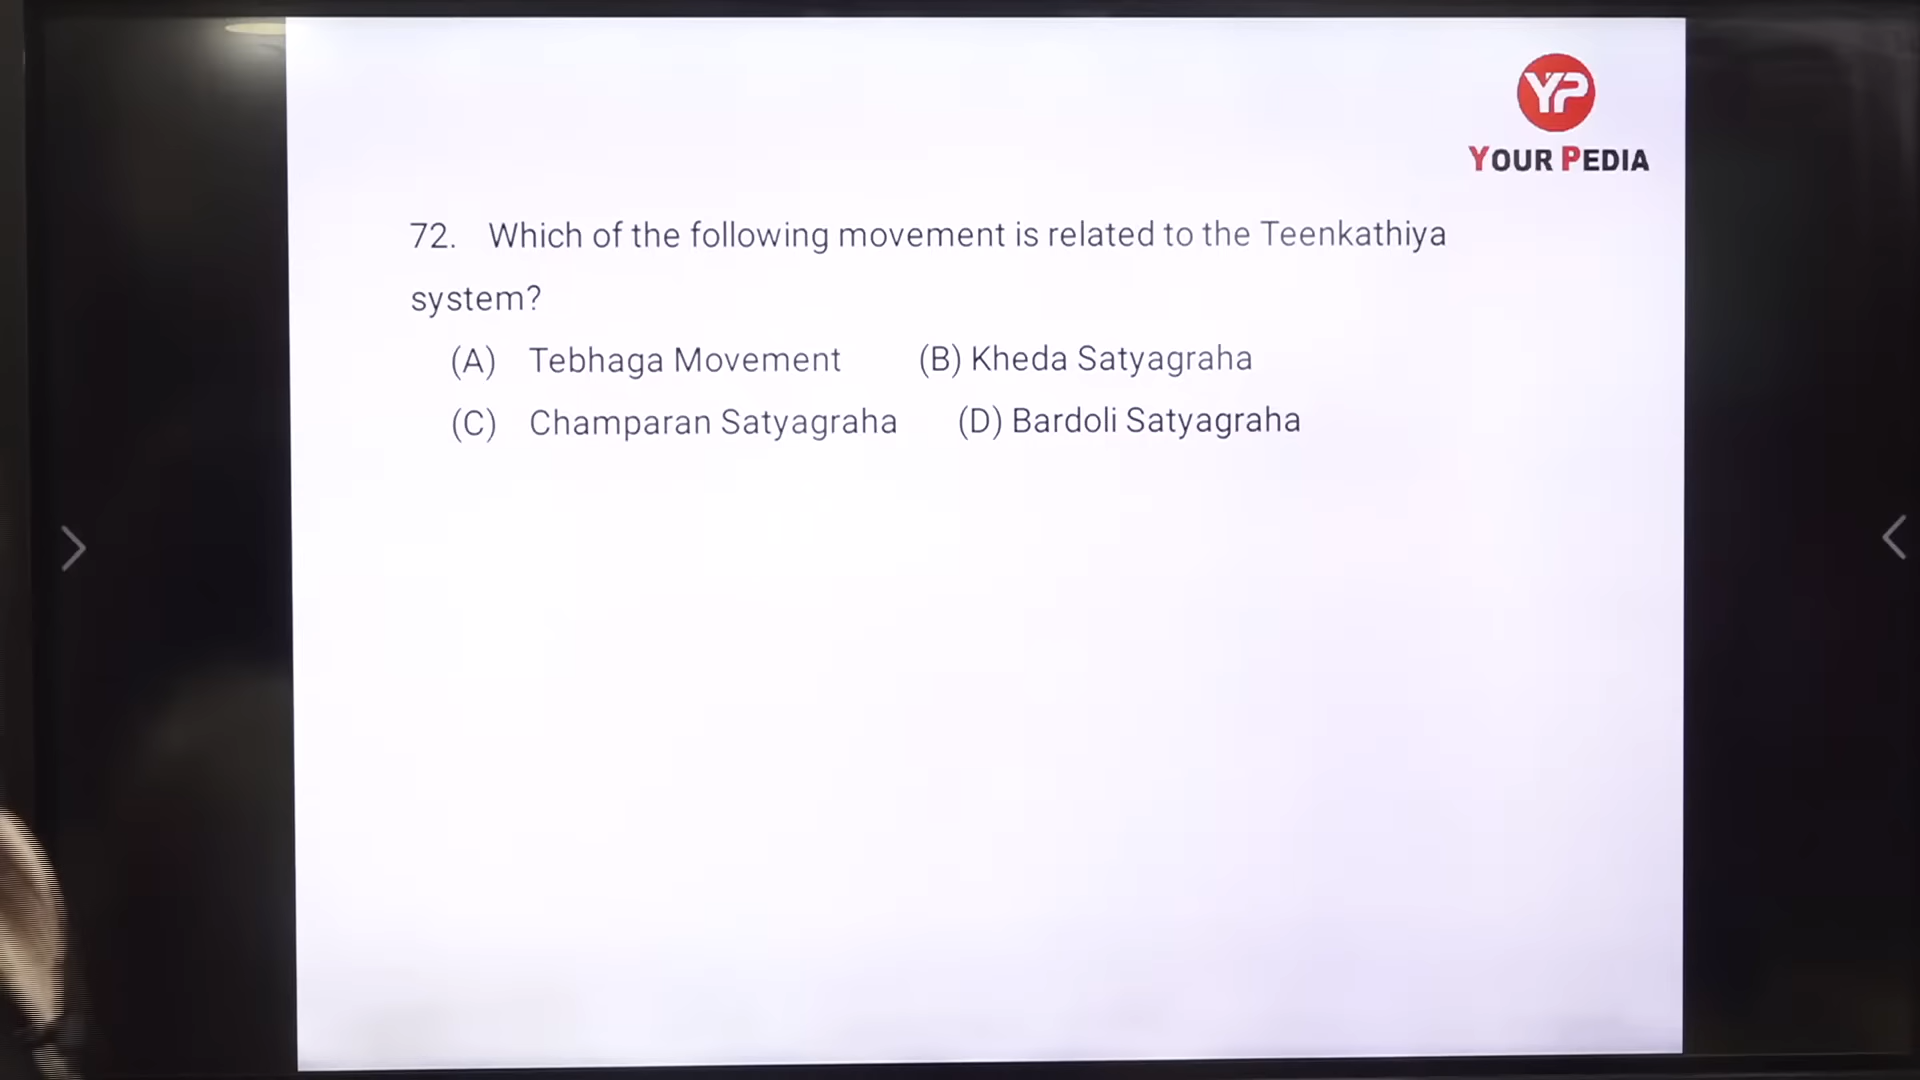 YP
YOUR PEDIA
72. Which of the following movement is related to the Teenkathiya
system?
(A) Tebhaga Movement (B) Kheda Satyagraha
(C) Champaran Satyagraha (D) Bardoli Satyagraha